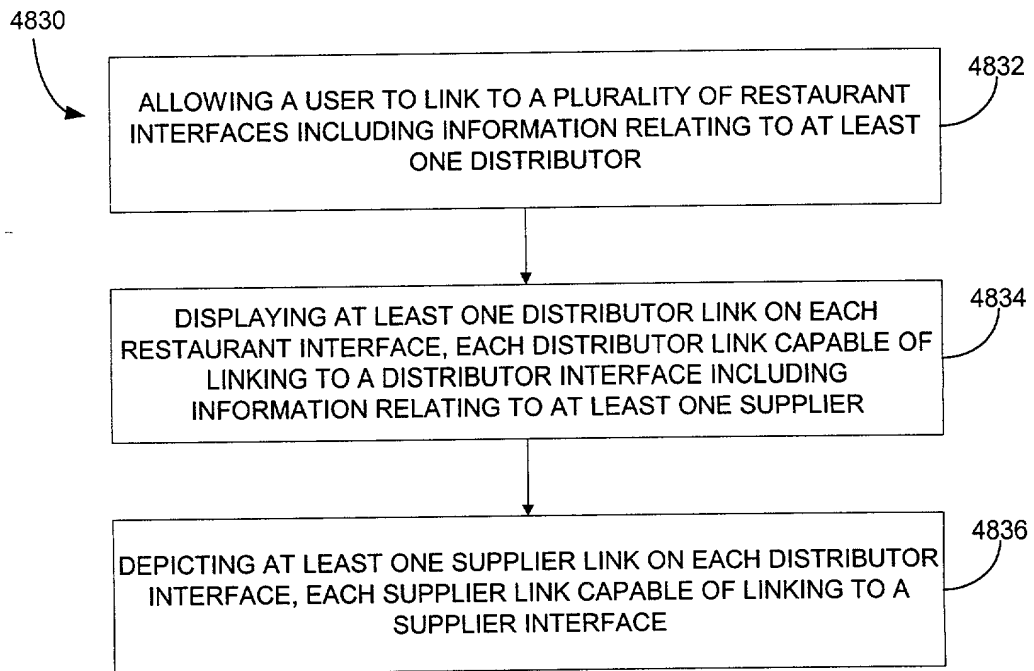 4830
4832
ALLOWING A USER TO LINK TO A PLURALITY OF RESTAURANT
INTERFACES INCLUDING INFORMATION RELATING TO AT LEAST
ONE DISTRIBUTOR
4834
DISPLAYING AT LEAST ONE DISTRIBUTOR LINK ON EACH
RESTAURANT INTERFACE, EACH DISTRIBUTOR LINK CAPABLE OF
LINKING TO A DISTRIBUTOR INTERFACE INCLUDING
INFORMATION RELATING TO AT LEAST ONE SUPPLIER
4836
DEPICTING AT LEAST ONE SUPPLIER LINK ON EACH DISTRIBUTOR
INTERFACE, EACH SUPPLIER LINK CAPABLE OF LINKING TO A
SUPPLIER INTERFACE